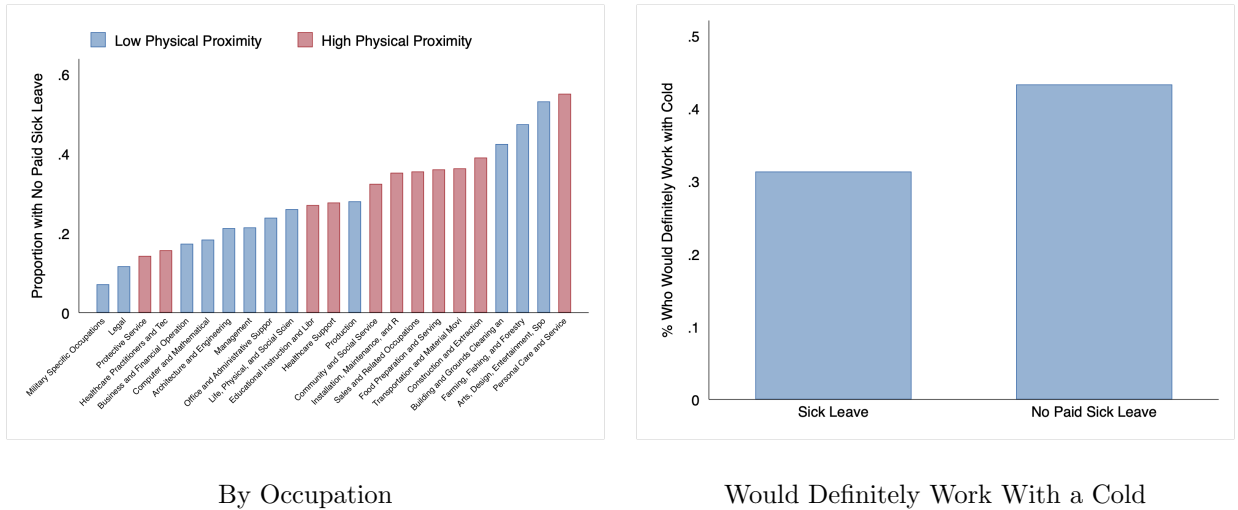 Low Physical Proximity
High Physical Proximity
Proportion with No Paid Sick Leave
.6
.4
.2
0
Military Specific Occupations
Legal
Protective Service
Healthcare Practitioners and Tec
Business and Financial Operation
Computer and Mathematical
Architecture and Engineering
Management
Office and Administrative Suppor
Life, Physical, and Social Scien
Educational Instruction and Libr
Healthcare Support
Production
Community and Social Service
Installation, Maintenance, and R
Sales and Related Occupations
Food Preparation and Serving
Transportation and Material Movi
Construction and Extraction
Building and Grounds Cleaning an
Farming, Fishing, and Forestry
Arts, Design, Entertainment, Spo
Personal Care and Service
By Occupation
% Who Would Definitely Work with Cold
.5
.4
.3
.2
.1
0
Sick Leave
No Paid Sick Leave
Would Definitely Work With a Cold